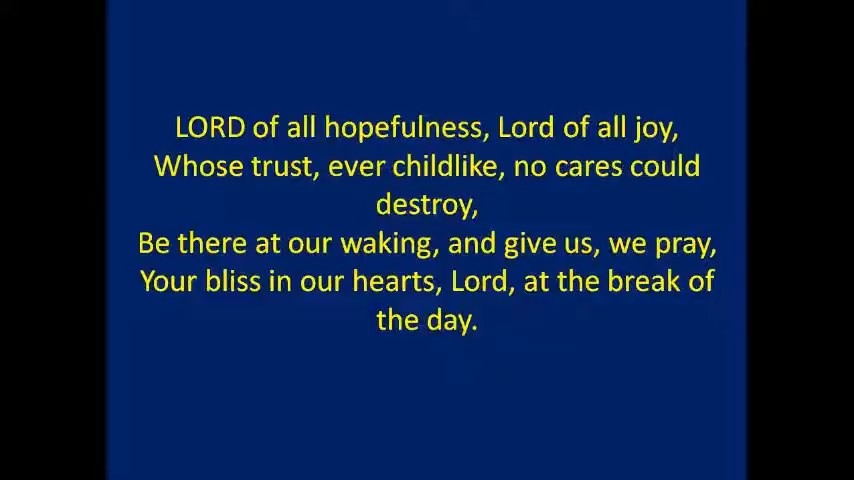 LORD of all hopefulness, Lord of all joy,
Whose trust, ever childlike, no cares could
destroy,
Be there at our waking, and give us, we pray,
Your bliss in our hearts, Lord, at the break of
the day.